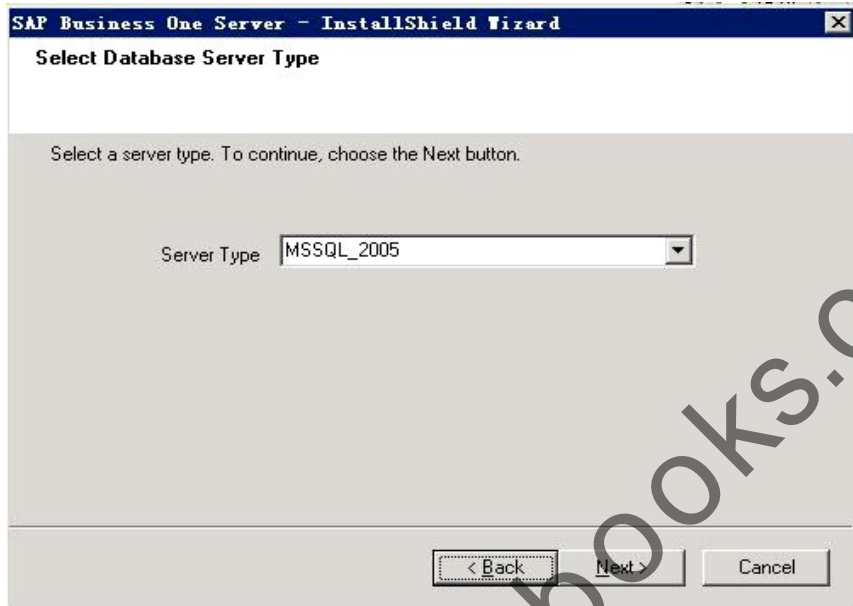 SAP Business One Server - InstallShield Wizard
Select Database Server Type
Select a server type. To continue, choose the Next button.
Server Type MSSQL_2005
ooks.
< Back Next > Cancel